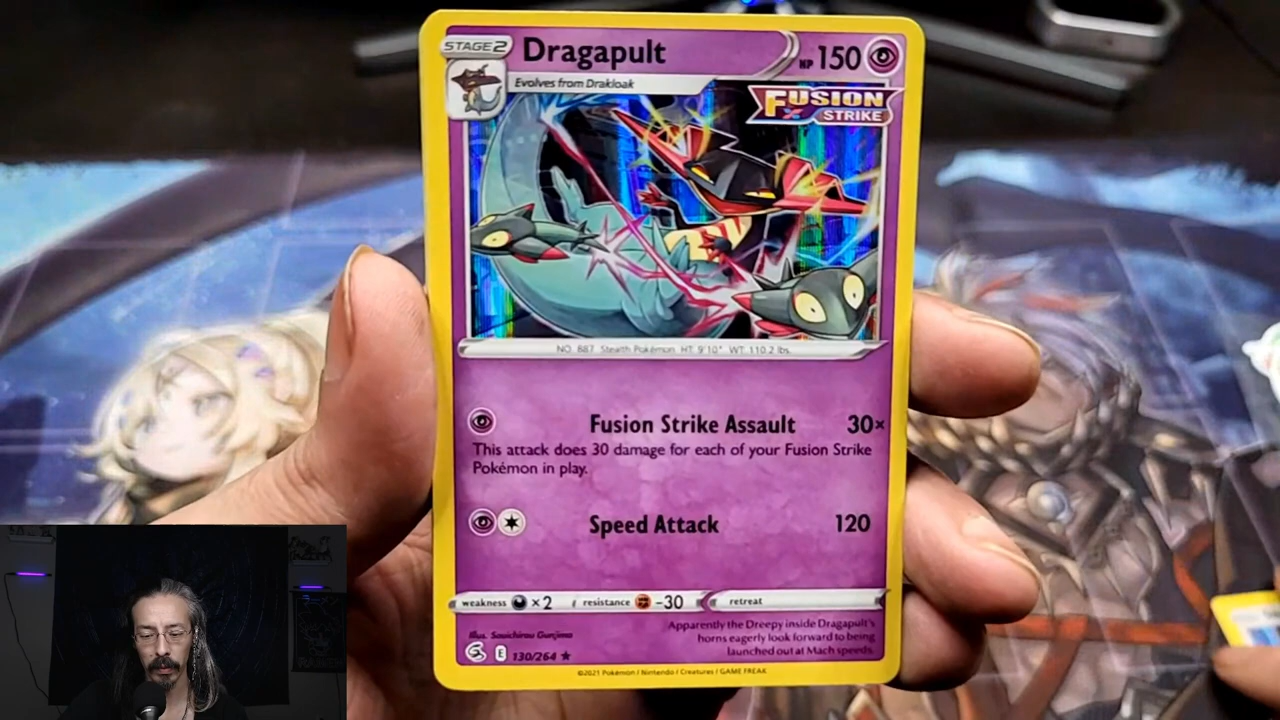 STAGE2
Dragapult
HP 150
Evolves from Drakloak
FUSION
STRIKE
NO. 887 Stealth Pokémon HT: 9'10" WT: 110.2 lbs.
Fusion Strike Assault 30×
This attack does 30 damage for each of your Fusion Strike
Pokémon in play.
Speed Attack 120
weakness ×2 resistance -30 retreat
Illus. Souichirou Gunjima
Apparently the Dreepy inside Dragapult's
horns eagerly look forward to being
launched out at Mach speeds.
E 130/264 ★
©2021 Pokémon / Nintendo / Creatures / GAME FREAK